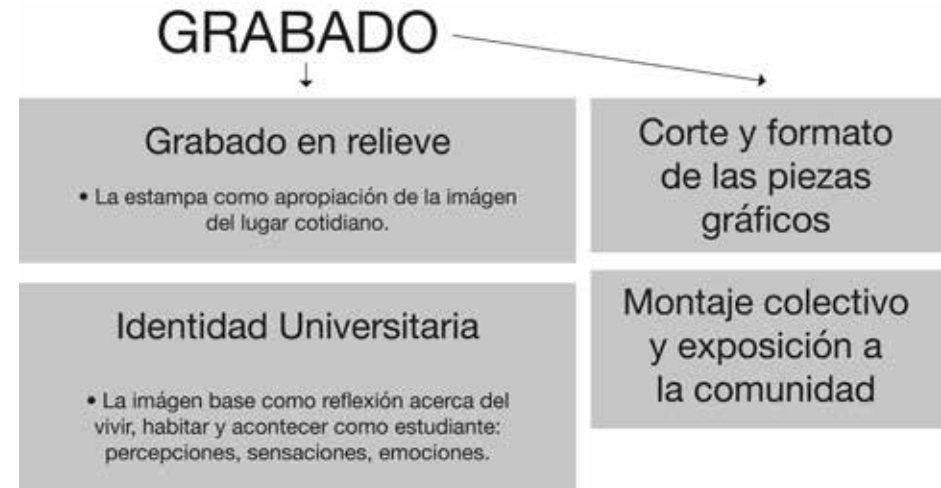 GRABADO
Grabado en relieve
• La estampa como apropiación de la imágen
del lugar cotidiano.
Identidad Universitaria
• La imágen base como reflexión acerca del
vivir, habitar y acontecer como estudiante:
percepciones, sensaciones, emociones.
Corte y formato
de las piezas
gráficos
Montaje colectivo
y exposición a
la comunidad